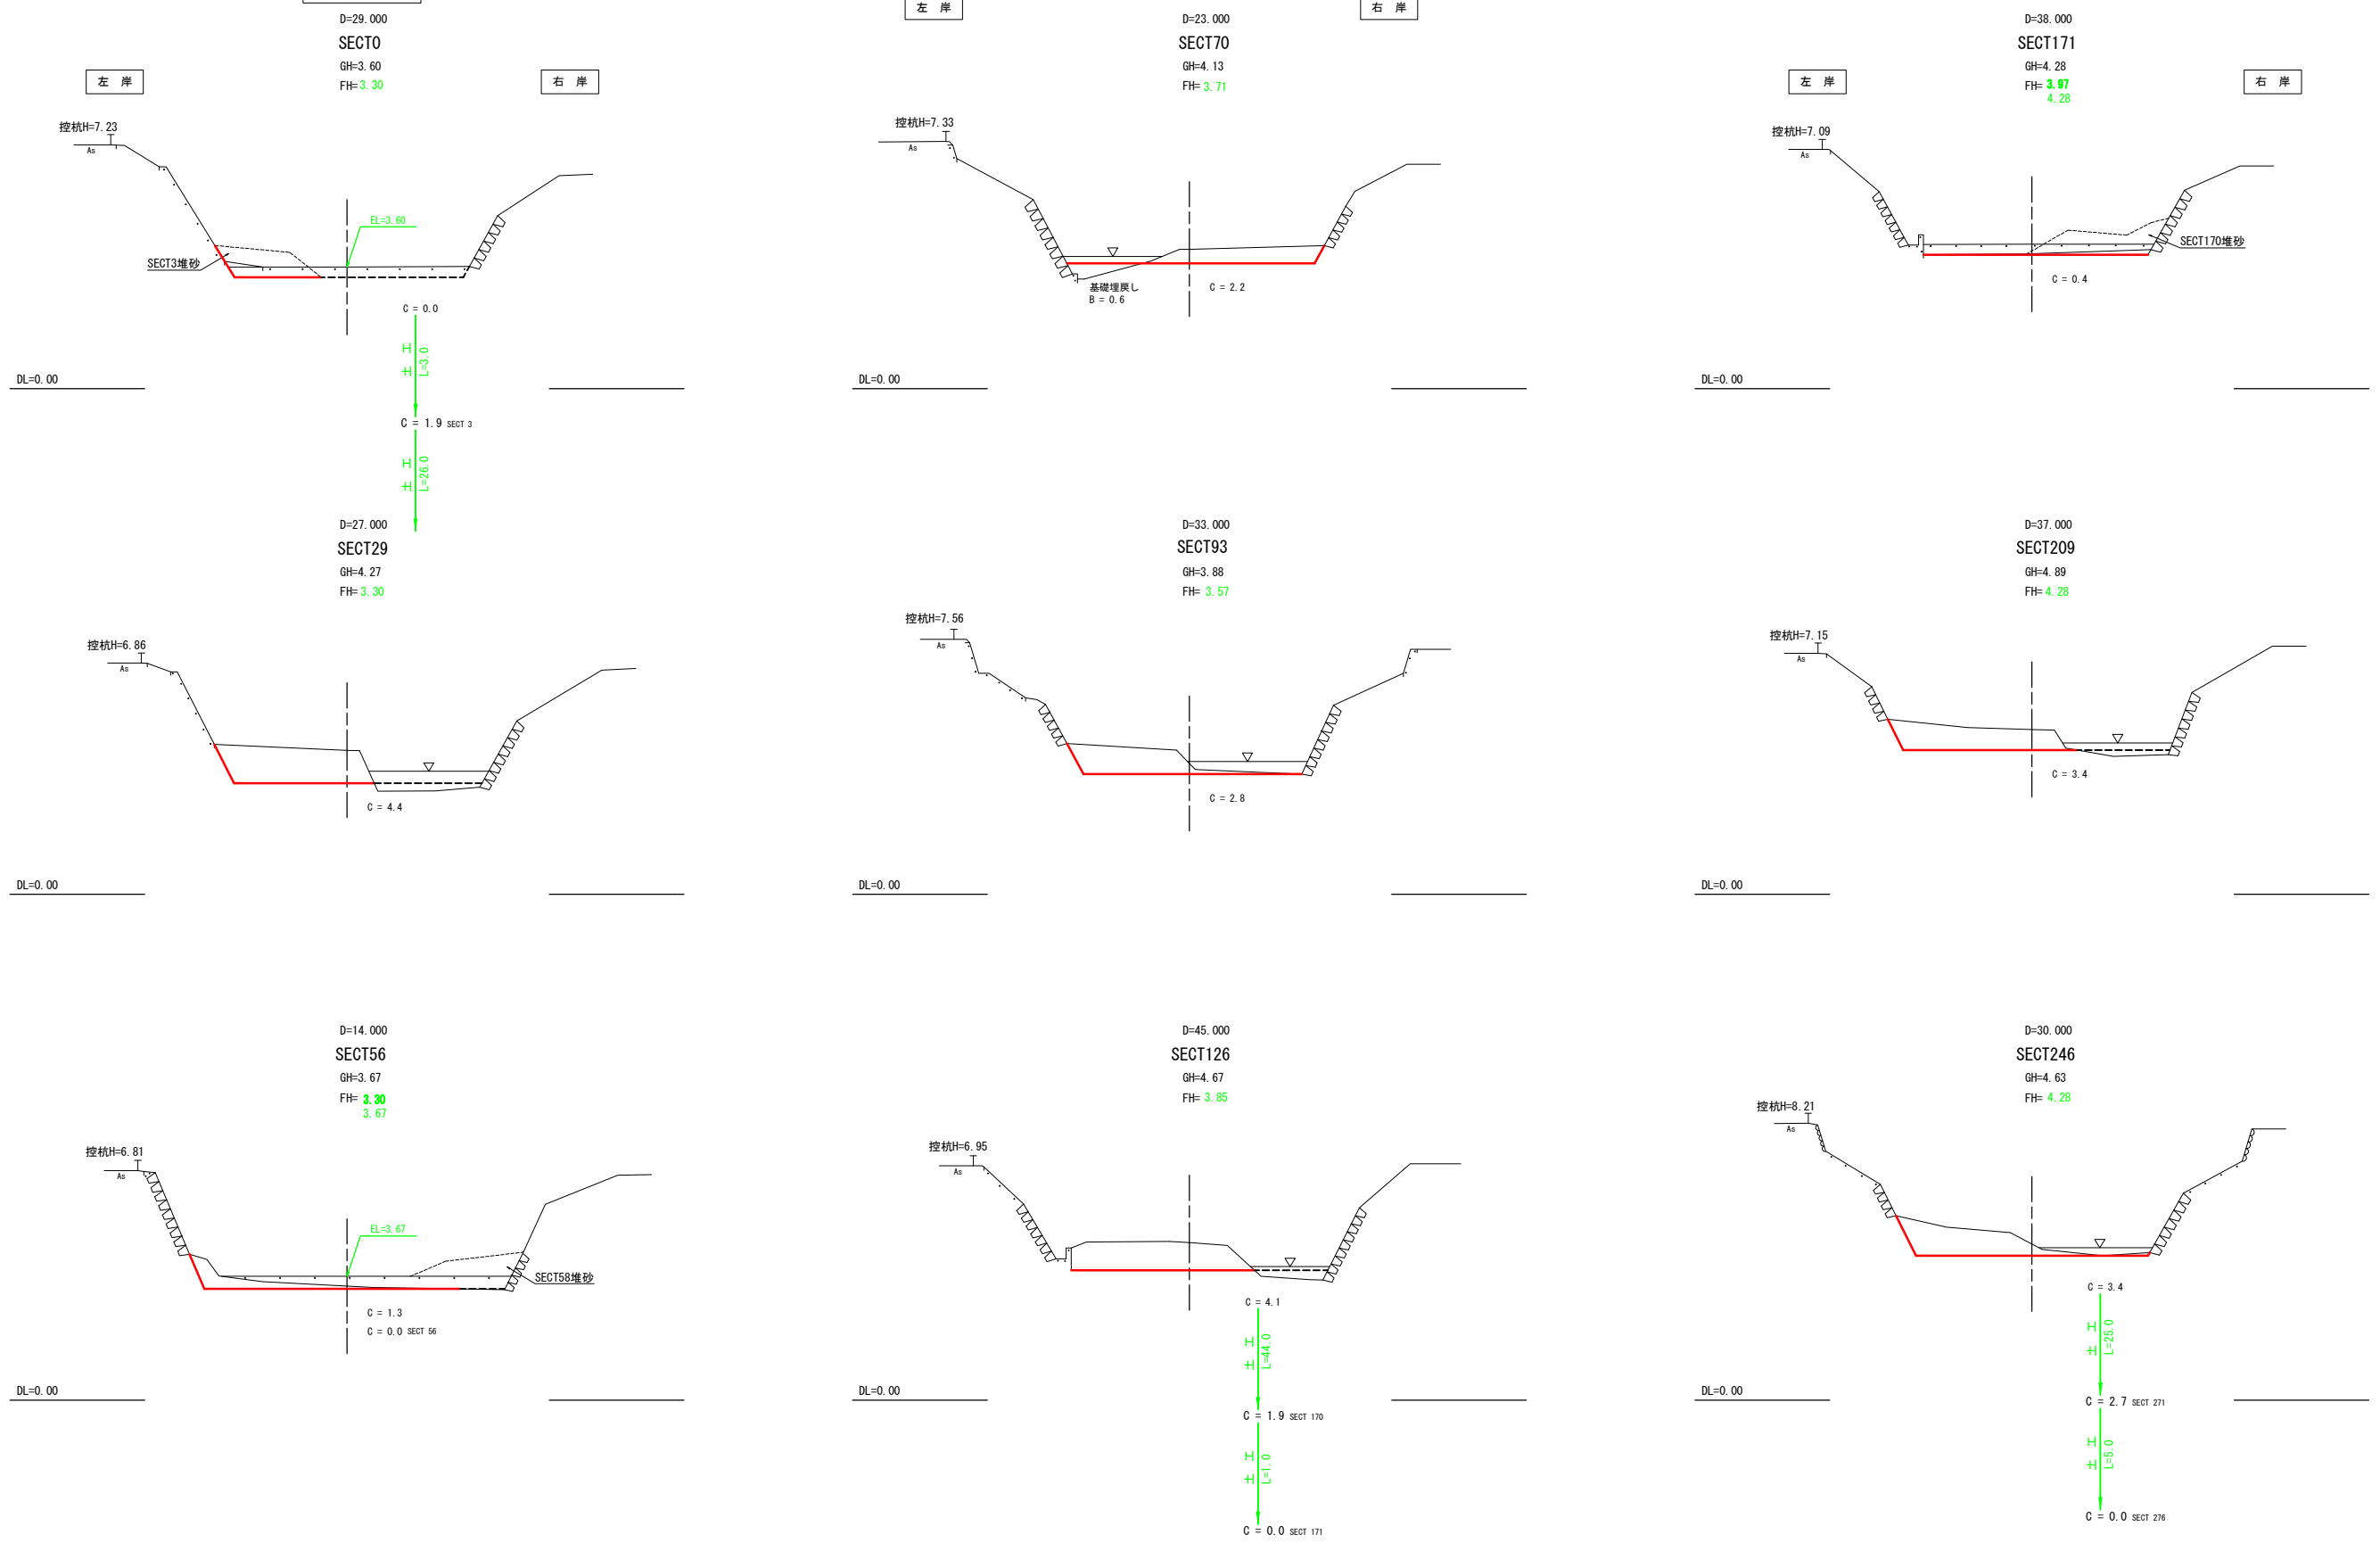 D=29.000
SECT0
GH=3.60
FH= 3.30
左 岸
右 岸
控杭H=7.23
As
EL=3.60
SECT3堆砂
C = 0.0
土 工
L=3.0
C = 1.9 SECT 3
土 工
L=26.0
DL=0.00
D=27.000
SECT29
GH=4.27
FH= 3.30
控杭H=6.86
As
C = 4.4
DL=0.00
D=14.000
SECT56
GH=3.67
FH= 3.30
3.67
控杭H=6.81
As
EL=3.67
SECT58堆砂
C = 1.3
C = 0.0 SECT 56
DL=0.00
左 岸
右 岸
D=23.000
SECT70
GH=4.13
FH= 3.71
控杭H=7.33
As
基礎埋戻し
B = 0.6
C = 2.2
DL=0.00
D=33.000
SECT93
GH=3.88
FH= 3.57
控杭H=7.56
As
C = 2.8
DL=0.00
D=45.000
SECT126
GH=4.67
FH= 3.85
控杭H=6.95
As
C = 4.1
土 工
L=44.0
C = 1.9 SECT 170
土 工
L=1.0
C = 0.0 SECT 171
DL=0.00
D=38.000
SECT171
GH=4.28
FH= 3.97
4.28
左 岸
右 岸
控杭H=7.09
As
SECT170堆砂
C = 0.4
DL=0.00
D=37.000
SECT209
GH=4.89
FH= 4.28
控杭H=7.15
As
C = 3.4
DL=0.00
D=30.000
SECT246
GH=4.63
FH= 4.28
控杭H=8.21
As
C = 3.4
土 工
L=25.0
C = 2.7 SECT 271
土 工
L=5.0
C = 0.0 SECT 276
DL=0.00